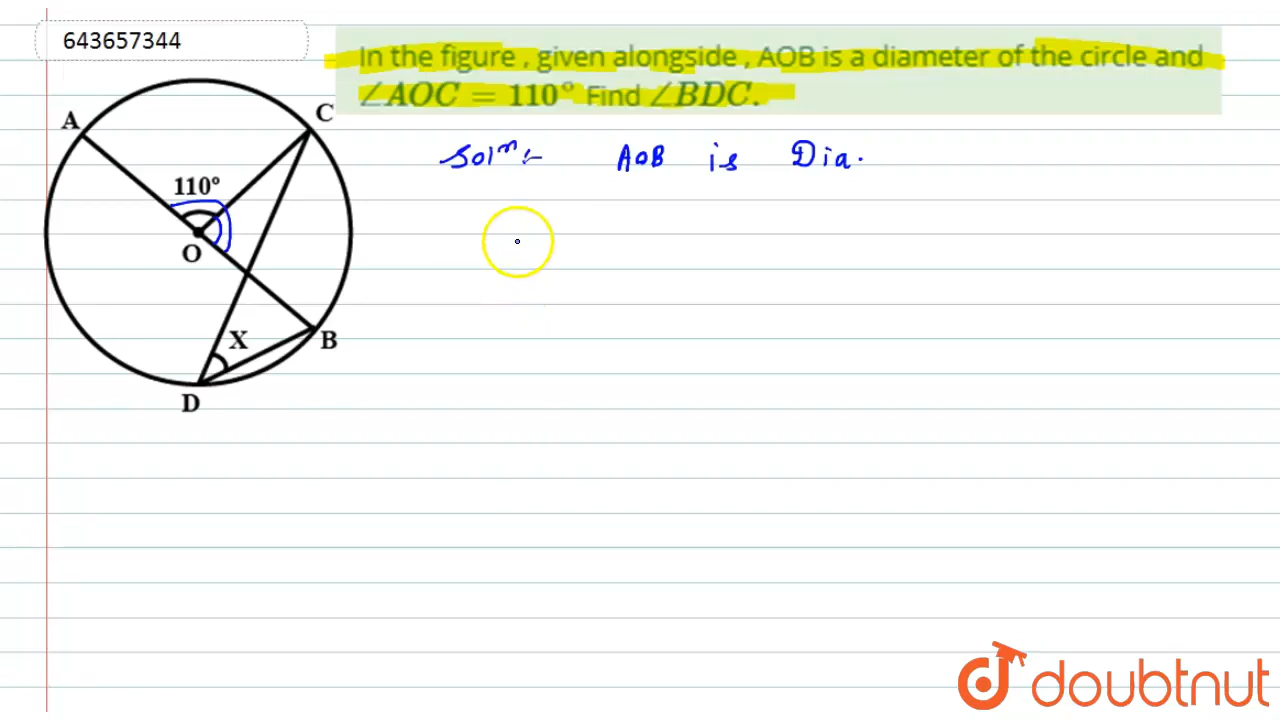 643657344
In the figure , given alongside , AOB is a diameter of the circle and
∠AOC = 110° Find ∠BDC.
Solⁿ:- AOB is Dia.
A
C
110°
O
X
B
D
doubtnut